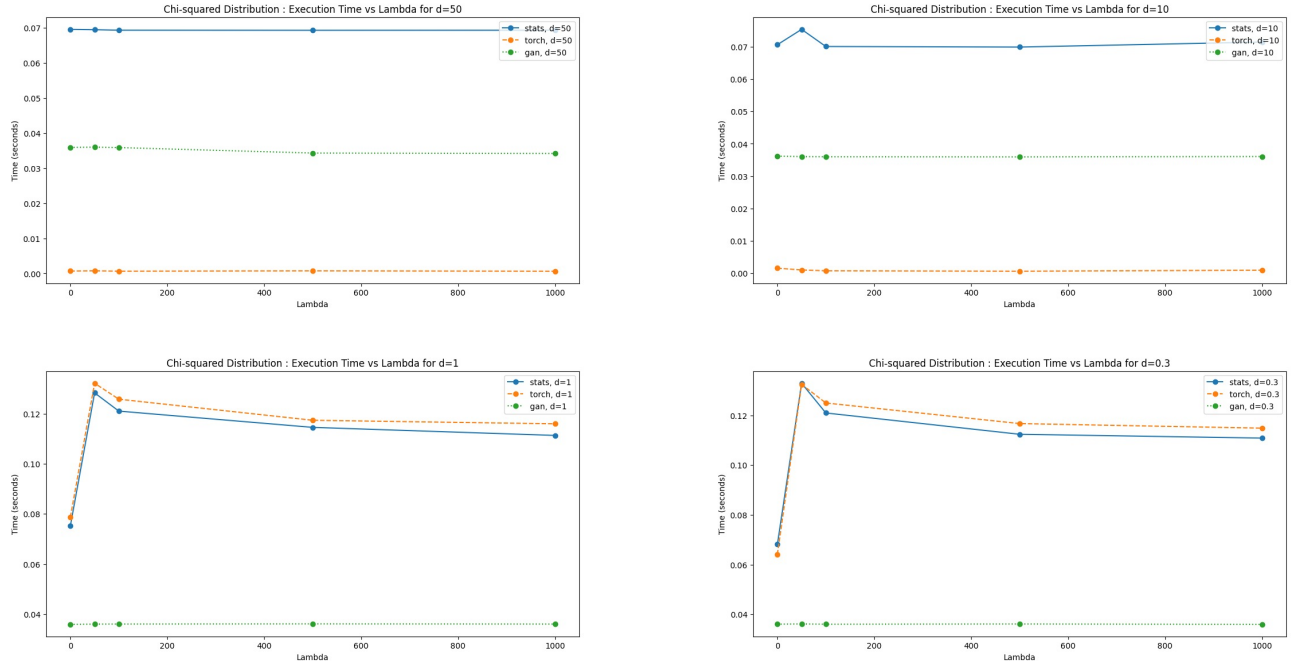 Chi-squared Distribution : Execution Time vs Lambda for d=50
0.07
0.06
0.05
0.04
0.03
0.02
0.01
0.00
Time (seconds)
0 200 400 600 800 1000
Lambda
stats, d=50
torch, d=50
gan, d=50
Chi-squared Distribution : Execution Time vs Lambda for d=10
0.07
0.06
0.05
0.04
0.03
0.02
0.01
0.00
Time (seconds)
0 200 400 600 800 1000
Lambda
stats, d=10
torch, d=10
gan, d=10
Chi-squared Distribution : Execution Time vs Lambda for d=1
0.12
0.10
0.08
0.06
0.04
Time (seconds)
0 200 400 600 800 1000
Lambda
stats, d=1
torch, d=1
gan, d=1
Chi-squared Distribution : Execution Time vs Lambda for d=0.3
0.12
0.10
0.08
0.06
0.04
Time (seconds)
0 200 400 600 800 1000
Lambda
stats, d=0.3
torch, d=0.3
gan, d=0.3